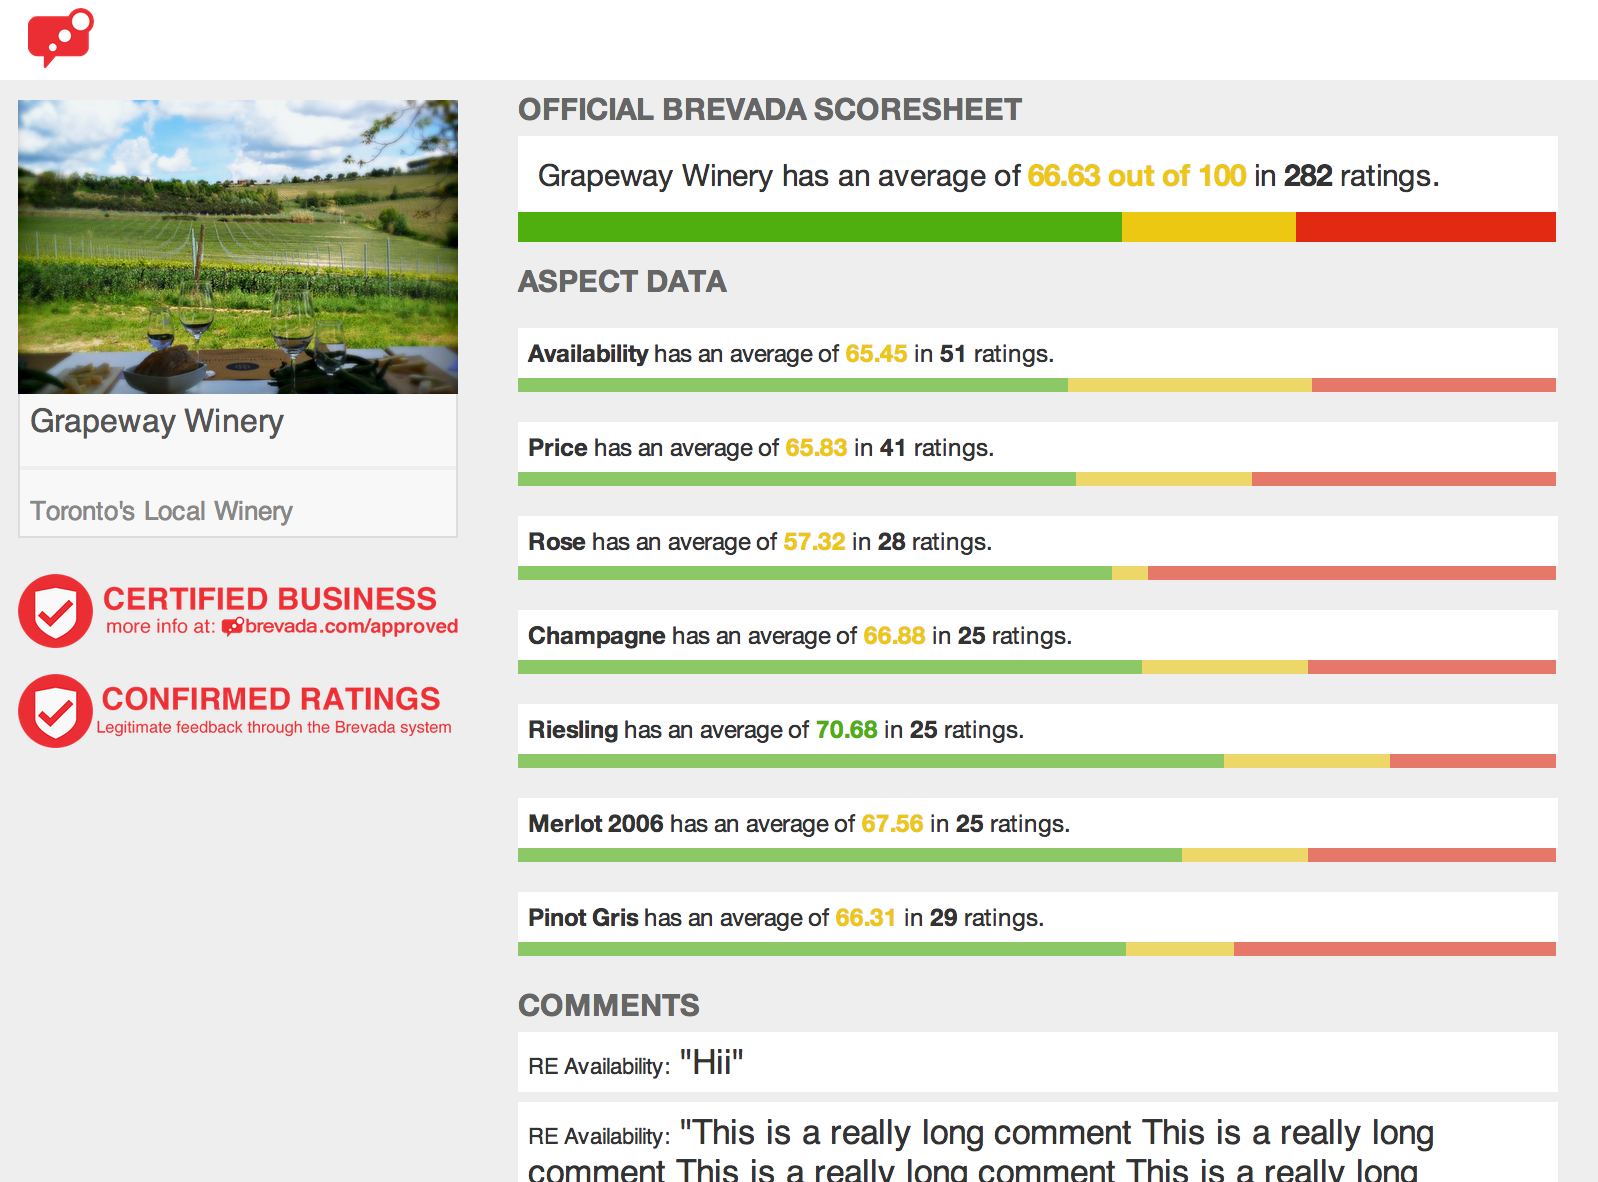 OFFICIAL BREVADA SCORESHEET
Grapeway Winery has an average of 66.63 out of 100 in 282 ratings.
ASPECT DATA
Availability has an average of 65.45 in 51 ratings.
Price has an average of 65.83 in 41 ratings.
Rose has an average of 57.32 in 28 ratings.
Champagne has an average of 66.88 in 25 ratings.
Riesling has an average of 70.68 in 25 ratings.
Merlot 2006 has an average of 67.56 in 25 ratings.
Pinot Gris has an average of 66.31 in 29 ratings.
COMMENTS
RE Availability: "Hii"
RE Availability: "This is a really long comment This is a really long
comment This is a really long comment This is a really long
Grapeway Winery
Toronto's Local Winery
CERTIFIED BUSINESS
more info at: brevada.com/approved
CONFIRMED RATINGS
Legitimate feedback through the Brevada system